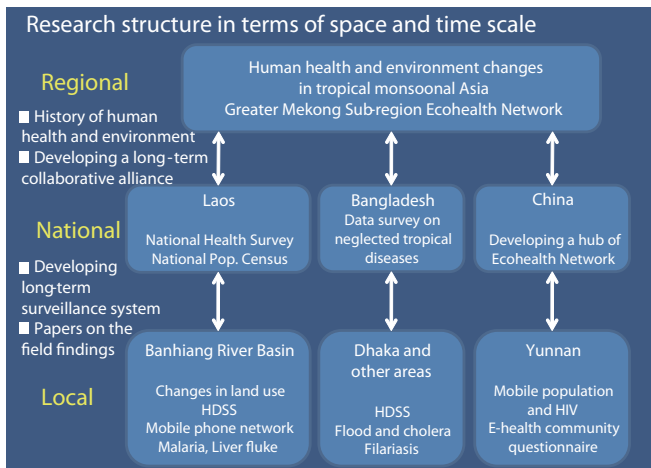 Research structure in terms of space and time scale
Regional
■ History of human
health and environment
■ Developing a long-term
collaborative alliance
Human health and environment changes
in tropical monsoonal Asia
Greater Mekong Sub-region Ecohealth Network
National
■ Developing
long-term
surveillance system
■ Papers on the
field findings
Laos
National Health Survey
National Pop. Census
Bangladesh
Data survey on
neglected tropical
diseases
China
Developing a hub of
Ecohealth Network
Local
Banhiang River Basin
Changes in land use
HDSS
Mobile phone network
Malaria, Liver fluke
Dhaka and
other areas
HDSS
Flood and cholera
Filariasis
Yunnan
Mobile population
and HIV
E-health community
questionnaire